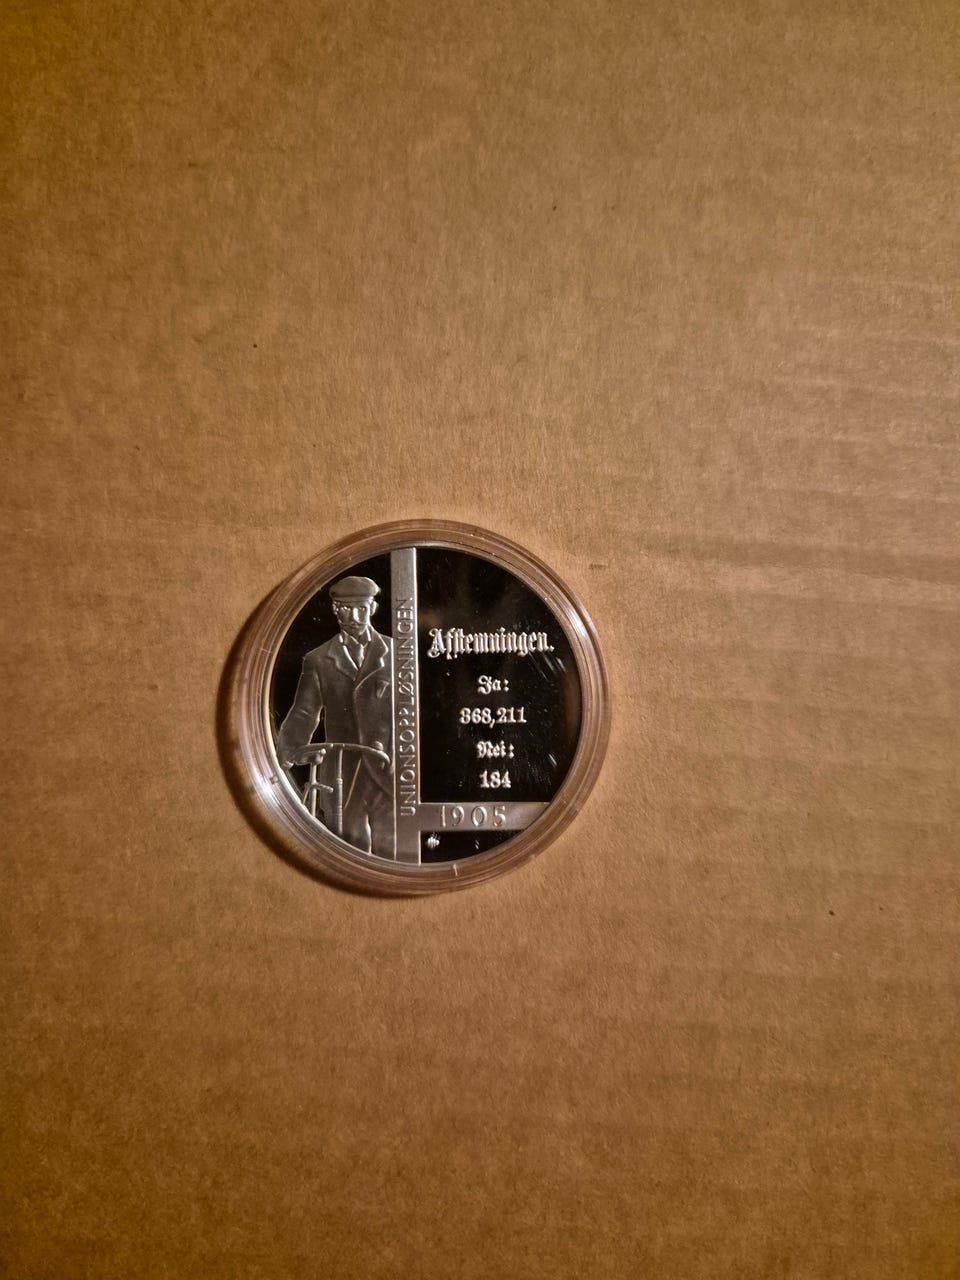 UNIONSOPPLØSNINGEN
Afstemningen.
Ja:
368,211
Nei:
184
1905